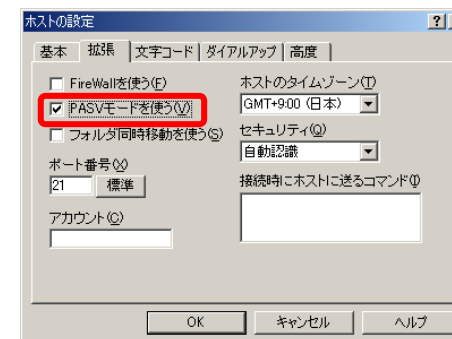 ホストの設定
基本 拡張 文字コード ダイアルアップ 高度
FireWallを使う(F)
PASVモードを使う(V)
フォルダ同時移動を使う(S)
ポート番号(X)
21 標準
アカウント(C)
ホストのタイムゾーン(T)
GMT+9:00 (日本)
セキュリティ(Q)
自動認識
接続時にホストに送るコマンド(I)
OK キャンセル ヘルプ